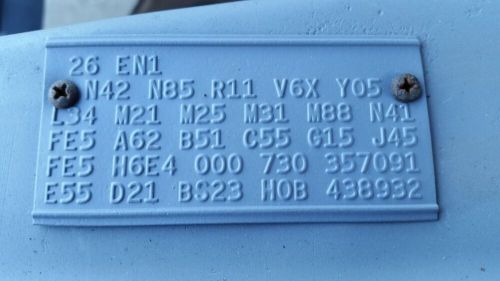 26 EN1
N42 N85 R11 V6X Y05
L34 M21 M25 M31 M88 N41
FE5 A62 B51 C55 G15 J45
FE5 H6E4 000 730 357091
E55 D21 BS23 HOB 438932